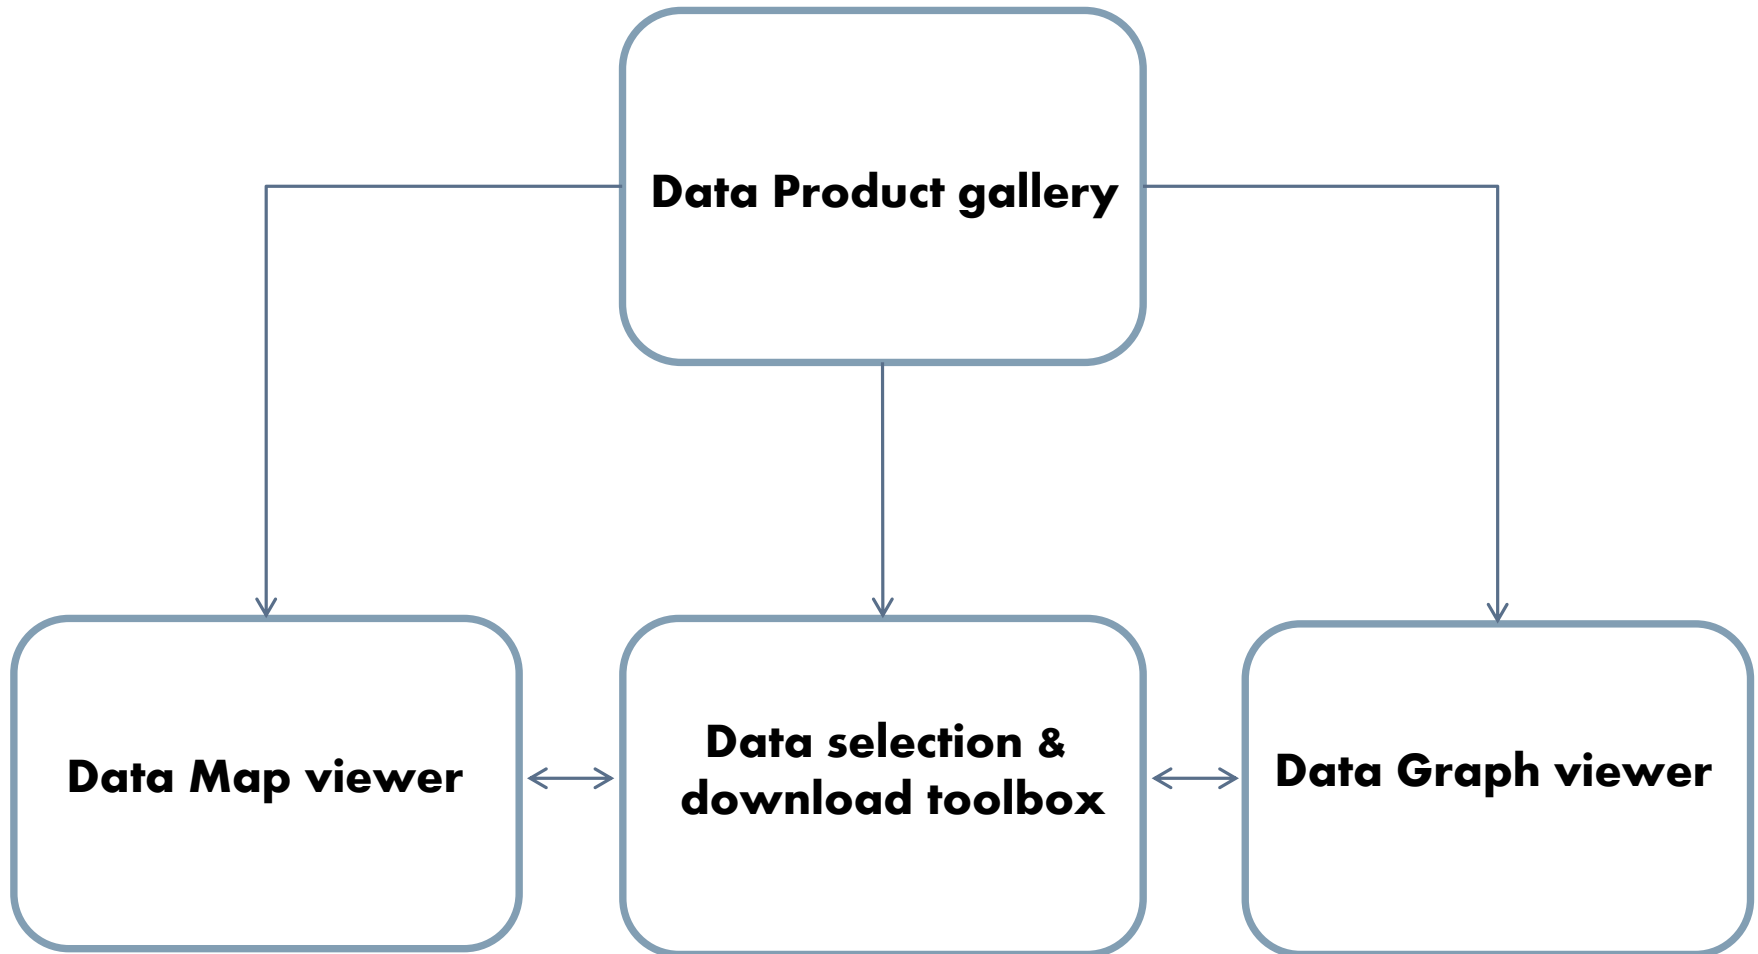 Data Product gallery
Data Map viewer
Data selection &
download toolbox
Data Graph viewer